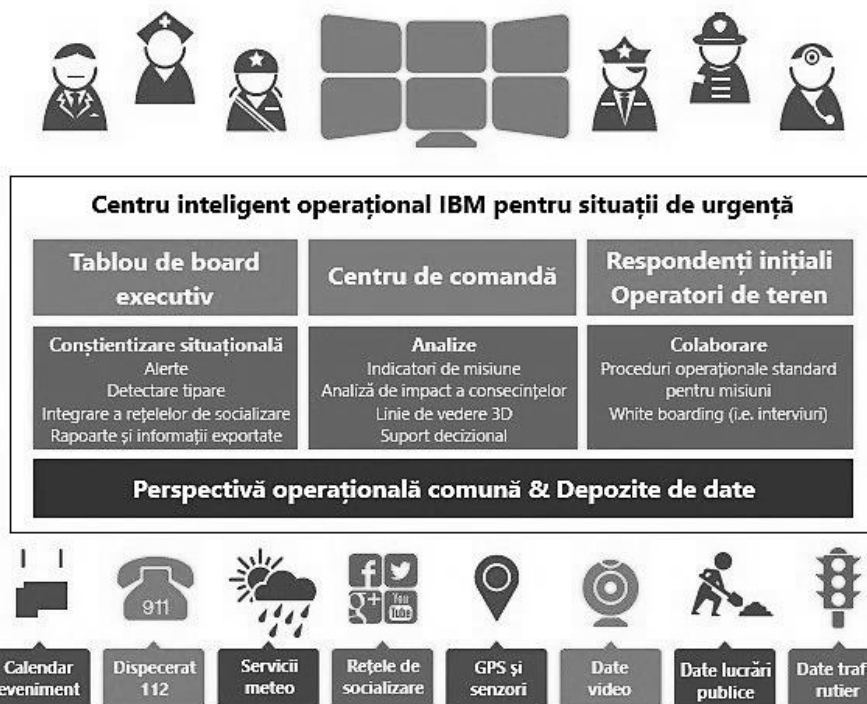 Centru inteligent operațional IBM pentru situații de urgență
Tablou de board
executiv
Centru de comandă
Respondenți inițiali
Operatori de teren
Conștientizare situațională
Alerte
Detectare tipare
Integrare a rețelelor de socializare
Rapoarte și informații exportate
Analize
Indicatori de misiune
Analiză de impact a consecințelor
Linie de vedere 3D
Suport decizional
Colaborare
Proceduri operaționale standard
pentru misiuni
White boarding (i.e. interviuri)
Perspectivă operațională comună & Depozite de date
911
f
g+
You
Tube
Calendar
eveniment
Dispecerat
112
Servicii
meteo
Rețele de
socializare
GPS și
senzori
Date
video
Date lucrări
publice
Date traf
rutier